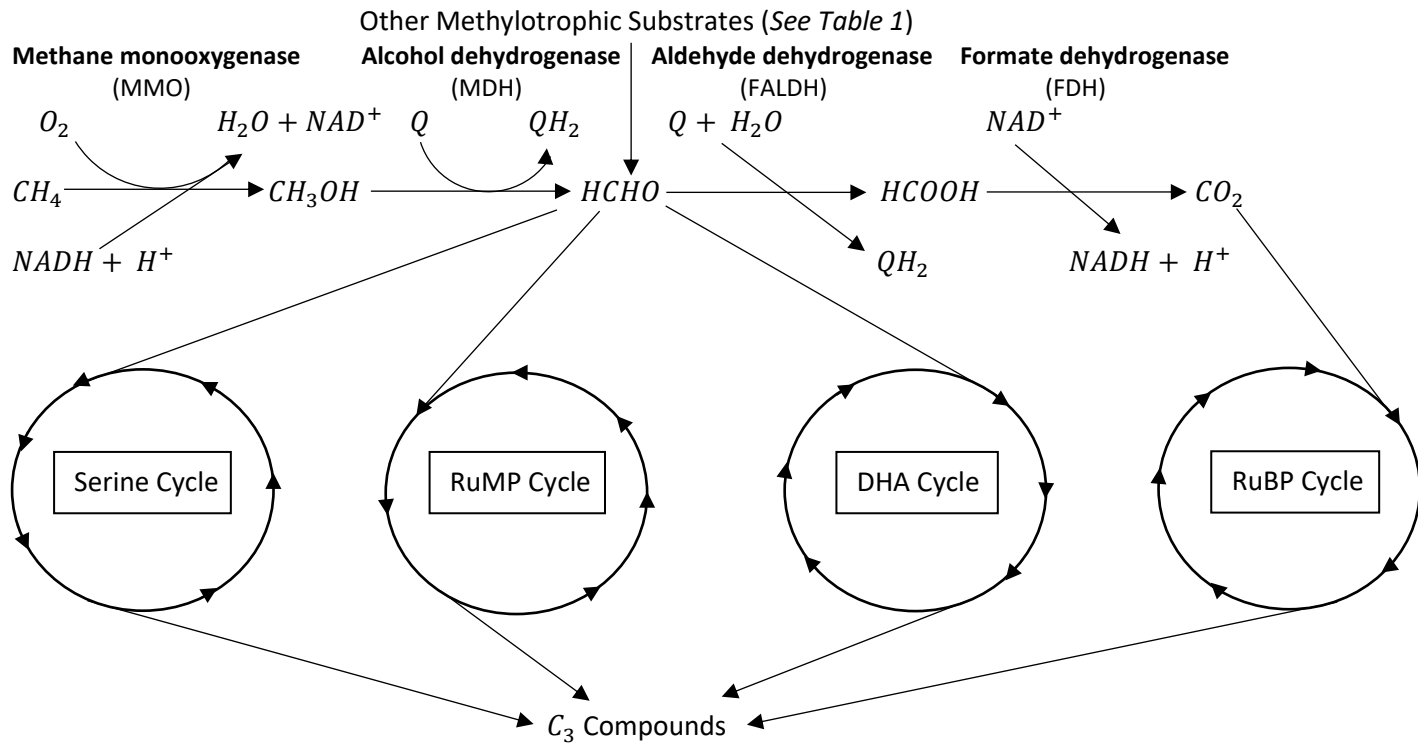 Other Methylotrophic Substrates (See Table 1)
Methane monooxygenase Alcohol dehydrogenase Aldehyde dehydrogenase Formate dehydrogenase
(MMO) (MDH) (FALDH) (FDH)
O₂ H₂O + NAD⁺ Q QH₂ Q + H₂O NAD⁺
CH₄ CH₃OH HCHO HCOOH CO₂
NADH + H⁺ QH₂ NADH + H⁺
Serine Cycle RuMP Cycle DHA Cycle RuBP Cycle
C₃ Compounds